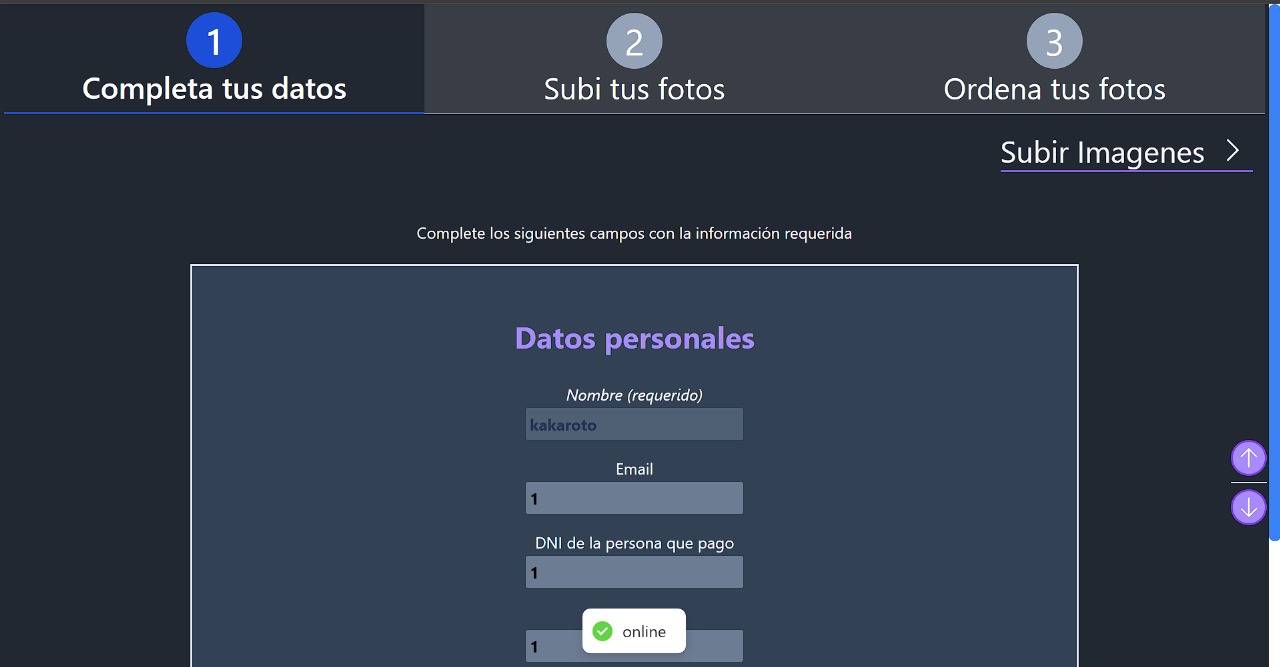 1
Completa tus datos
2
Subi tus fotos
3
Ordena tus fotos
Subir Imagenes
Complete los siguientes campos con la información requerida
Datos personales
Nombre (requerido)
kakaroto
Email
1
DNI de la persona que pago
1
1
online